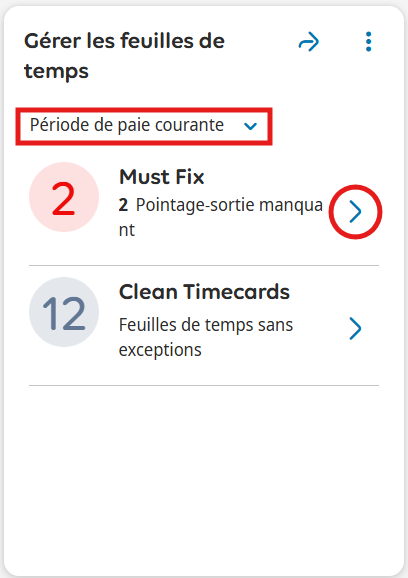 Gérer les feuilles de
temps
Période de paie courante
2
Must Fix
2 Pointage-sortie manqua
nt
12
Clean Timecards
Feuilles de temps sans
exceptions